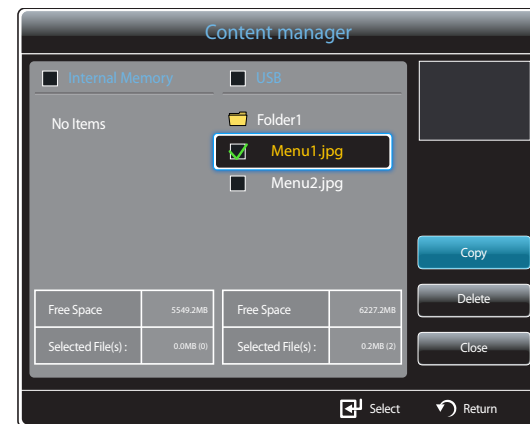 Content manager
Internal Memory
USB
No Items
Folder1
Menu1.jpg
Menu2.jpg
Copy
Delete
Close
Free Space 5549.2MB
Selected File(s) : 0.0MB (0)
Free Space 6227.2MB
Selected File(s) : 0.2MB (2)
Select Return